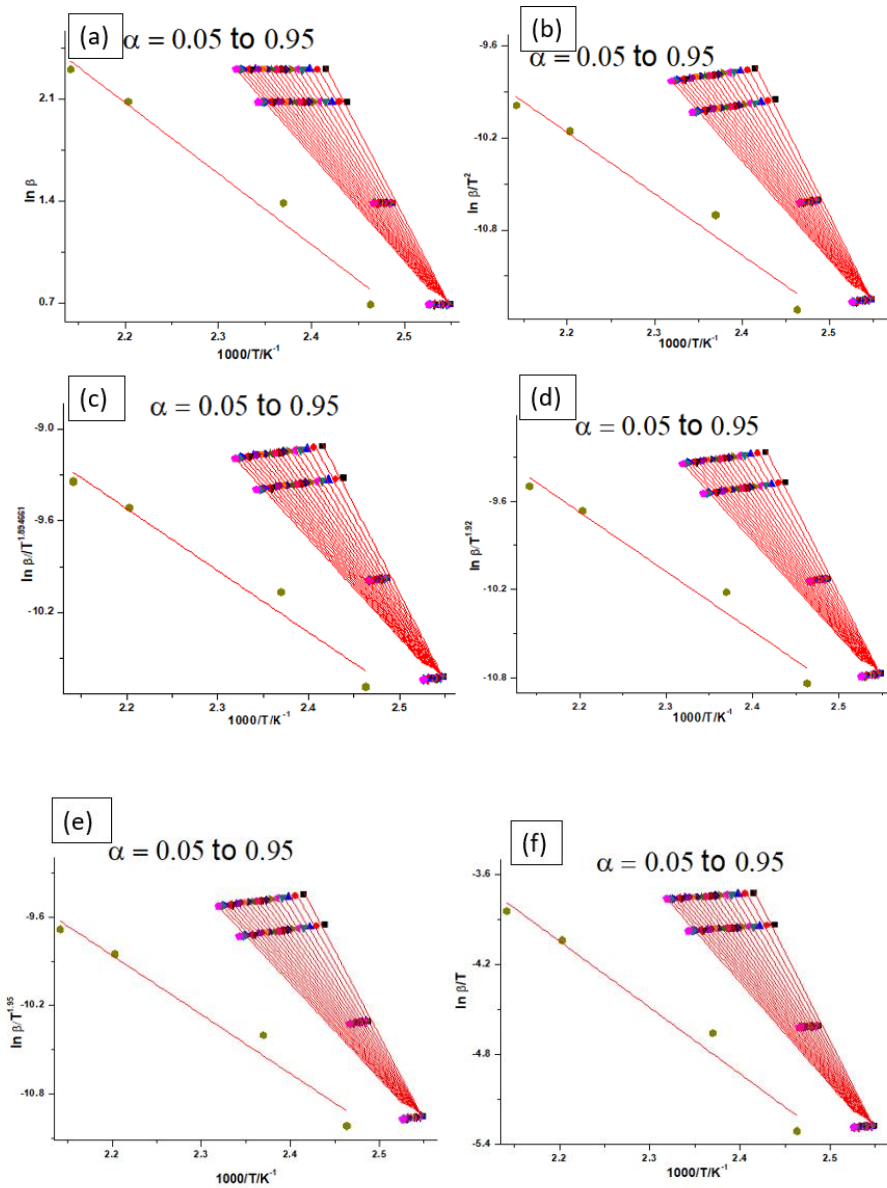 (a)
α = 0.05 to 0.95
2.1
1.4
0.7
ln β
2.2
2.3
2.4
2.5
1000/T/K⁻¹
(b)
α = 0.05 to 0.95
-9.6
-10.2
-10.8
ln β/T²
2.2
2.3
2.4
2.5
1000/T/K⁻¹
(c)
α = 0.05 to 0.95
-9.0
-9.6
-10.2
ln β/T¹·⁸⁹⁴⁶⁶¹
2.2
2.3
2.4
2.5
1000/T/K⁻¹
(d)
α = 0.05 to 0.95
-9.6
-10.2
-10.8
ln β/T¹·⁹²
2.2
2.3
2.4
2.5
1000/T/K⁻¹
(e)
α = 0.05 to 0.95
-9.6
-10.2
-10.8
ln β/T¹·⁹⁵
2.2
2.3
2.4
2.5
1000/T/K⁻¹
(f)
α = 0.05 to 0.95
-3.6
-4.2
-4.8
-5.4
ln β/T
2.2
2.3
2.4
2.5
1000/T/K⁻¹